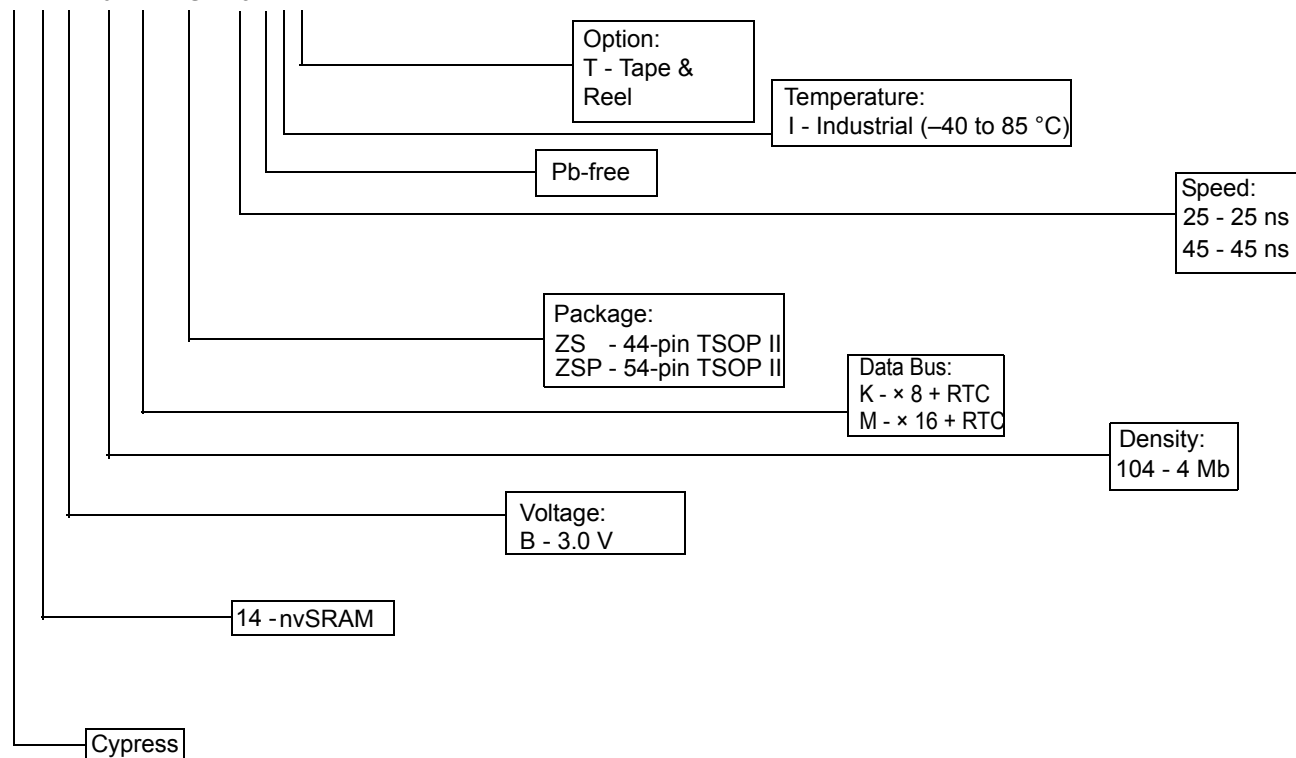 Option:
T - Tape &
Reel
Temperature:
I - Industrial (–40 to 85 °C)
Pb-free
Speed:
25 - 25 ns
45 - 45 ns
Package:
ZS - 44-pin TSOP II
ZSP - 54-pin TSOP II
Data Bus:
K - × 8 + RTC
M - × 16 + RTC
Density:
104 - 4 Mb
Voltage:
B - 3.0 V
14 - nvSRAM
Cypress